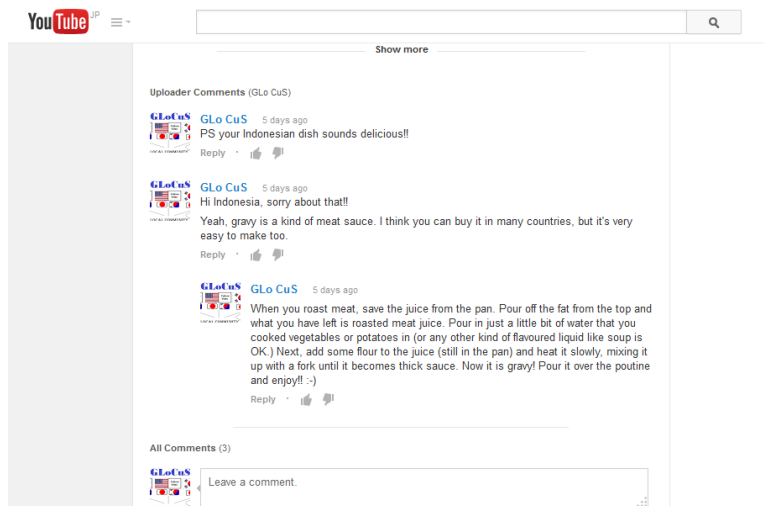 YouTube JP
Show more
Uploader Comments (GLo CuS)
GLo CuS 5 days ago
PS your Indonesian dish sounds delicious!!
Reply
GLo CuS 5 days ago
Hi Indonesia, sorry about that!!
Yeah, gravy is a kind of meat sauce. I think you can buy it in many countries, but it's very
easy to make too.
Reply
GLo CuS 5 days ago
When you roast meat, save the juice from the pan. Pour off the fat from the top and
what you have left is roasted meat juice. Pour in just a little bit of water that you
cooked vegetables or potatoes in (or any other kind of flavoured liquid like soup is
OK.) Next, add some flour to the juice (still in the pan) and heat it slowly, mixing it
up with a fork until it becomes thick sauce. Now it is gravy! Pour it over the poutine
and enjoy!! :-)
Reply
All Comments (3)
GLoCuS
Leave a comment.